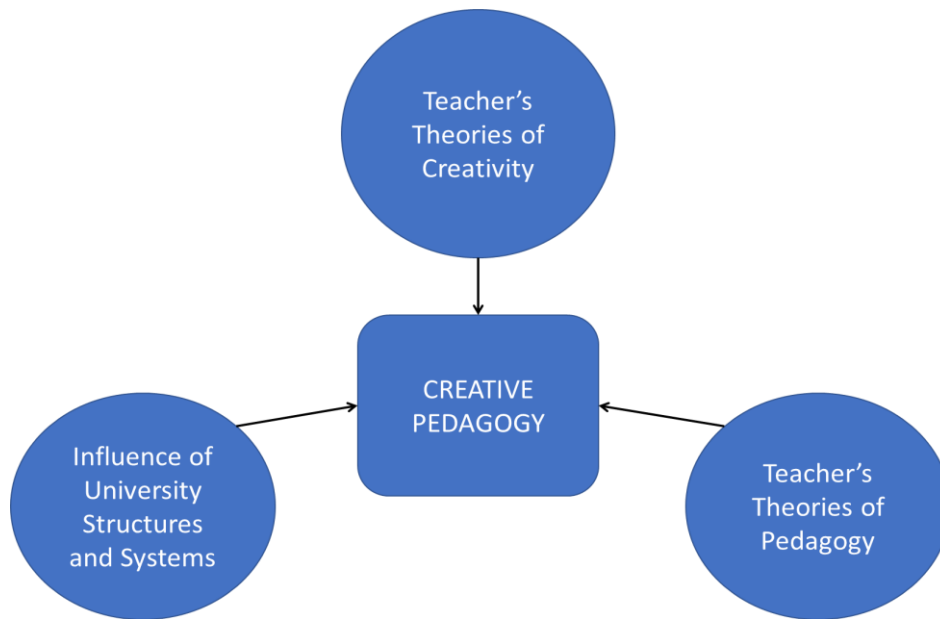 Teacher’s
Theories of
Creativity
CREATIVE
PEDAGOGY
Influence of
University
Structures
and Systems
Teacher’s
Theories of
Pedagogy